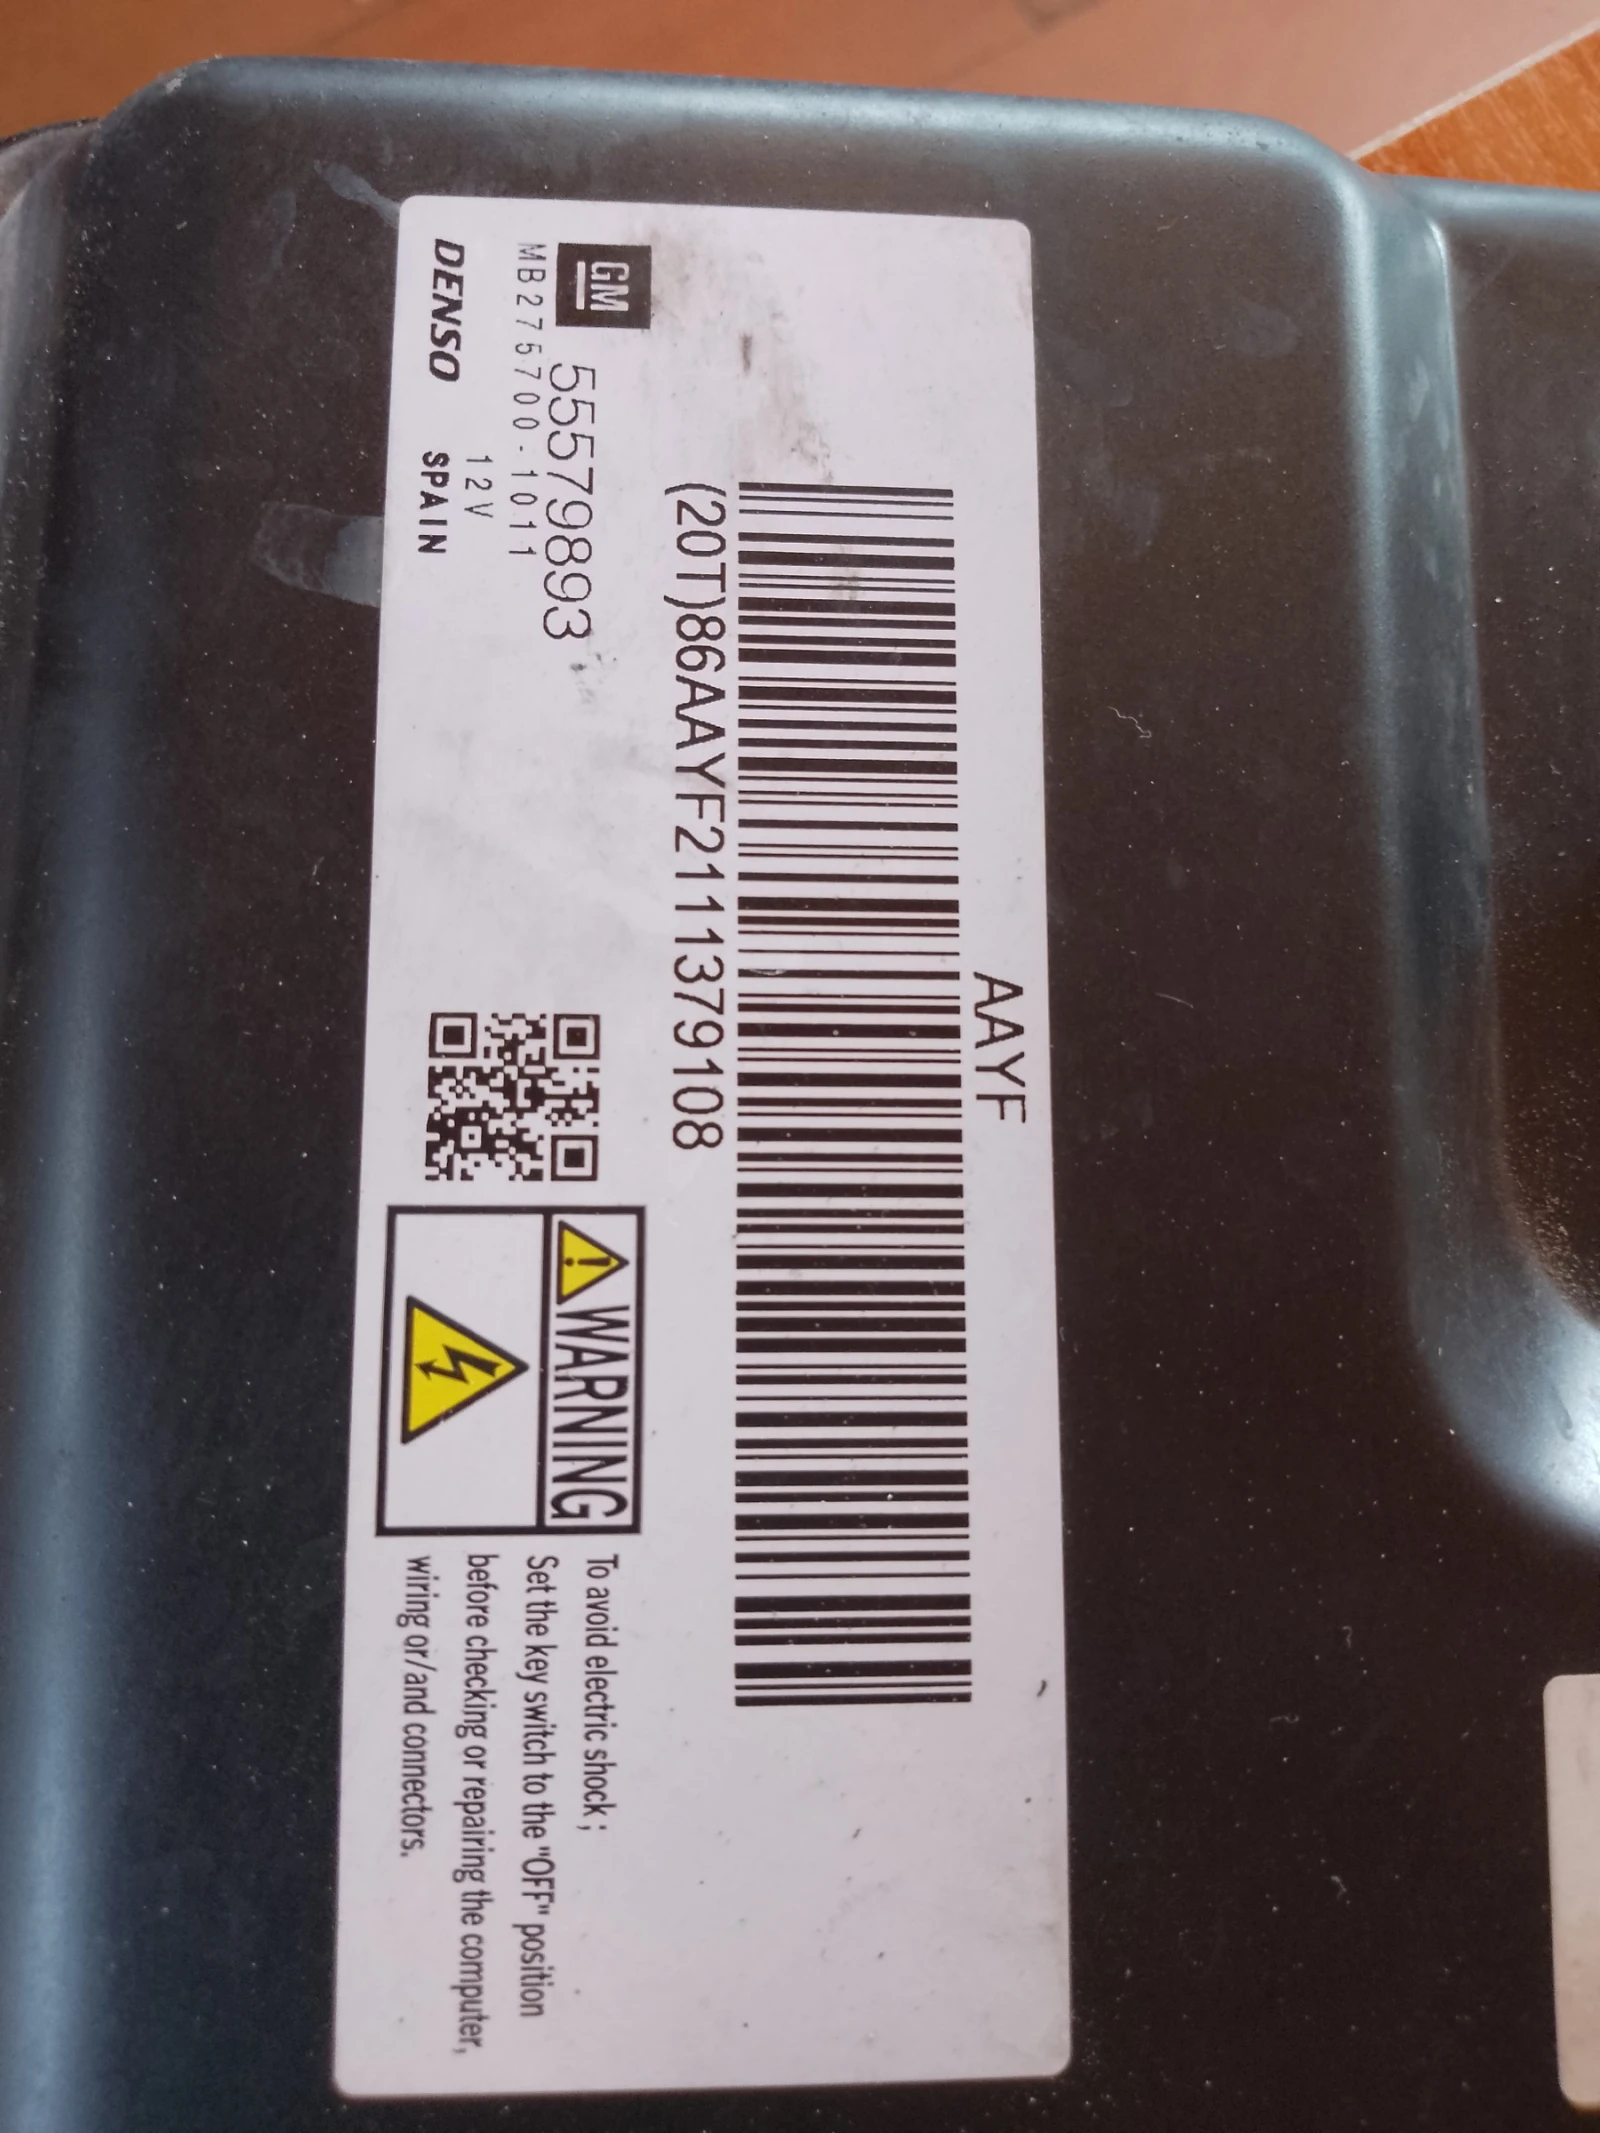 AAYF
(20T)86AAYF2111379108
GM 55579893
MB275700-1011
12V
DENSO SPAIN
WARNING
To avoid electric shock ;
Set the key switch to the "OFF" position
before checking or repairing the computer,
wiring or/and connectors.